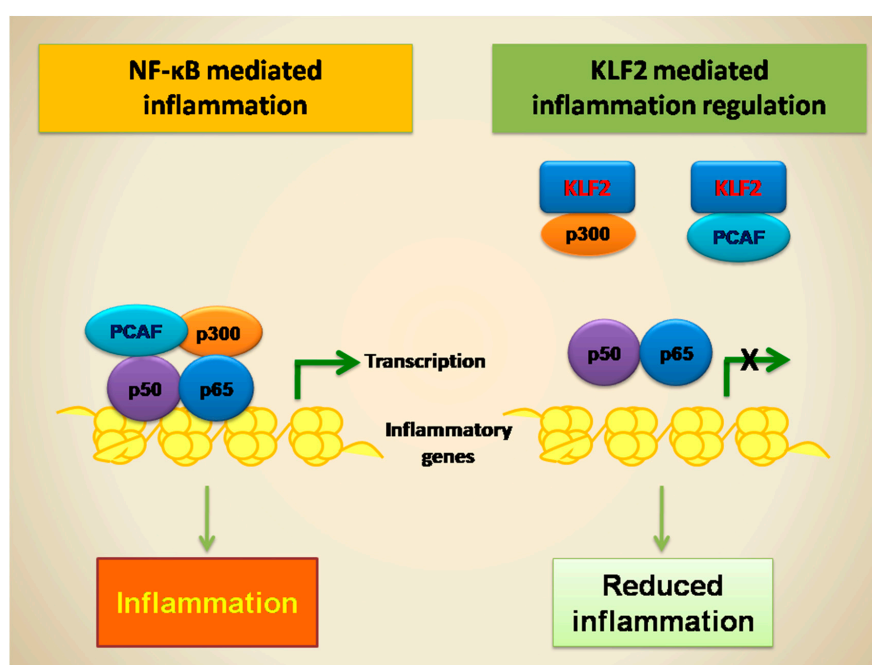 NF-κB mediated
inflammation
KLF2 mediated
inflammation regulation
KLF2
p300
KLF2
PCAF
PCAF
p300
p50
p65
Transcription
Inflammatory
genes
p50
p65
X
Inflammation
Reduced
inflammation